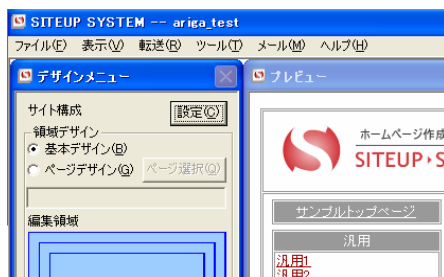 SITEUP SYSTEM -- ariga_test
ファイル(F) 表示(V) 転送(R) ツール(T) メール(M) ヘルプ(H)
デザインメニュー
サイト構成 設定(C)
領域デザイン
基本デザイン(B)
ページデザイン(G) ページ選択(Q)
編集領域
プレビュー
ホームページ作成
SITEUP・S
サンプルトップページ
汎用
汎用1
汎用2